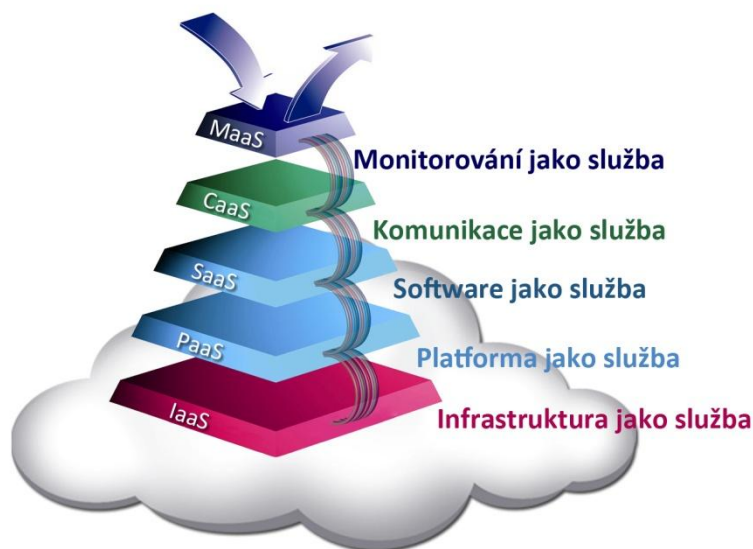 MaaS
Monitorování jako služba
CaaS
Komunikace jako služba
SaaS
Software jako služba
PaaS
Platforma jako služba
IaaS
Infrastruktura jako služba